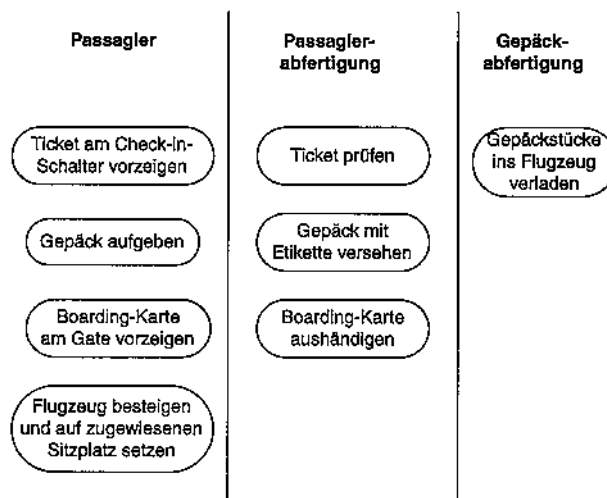 Passagier
Passagier-
abfertigung
Gepäck-
abfertigung
Ticket am Check-in-
Schalter vorzeigen
Ticket prüfen
Gepäckstücke
ins Flugzeug
verladen
Gepäck aufgeben
Gepäck mit
Etikette versehen
Boarding-Karte
am Gate vorzeigen
Boarding-Karte
aushändigen
Flugzeug besteigen
und auf zugewiesenen
Sitzplatz setzen